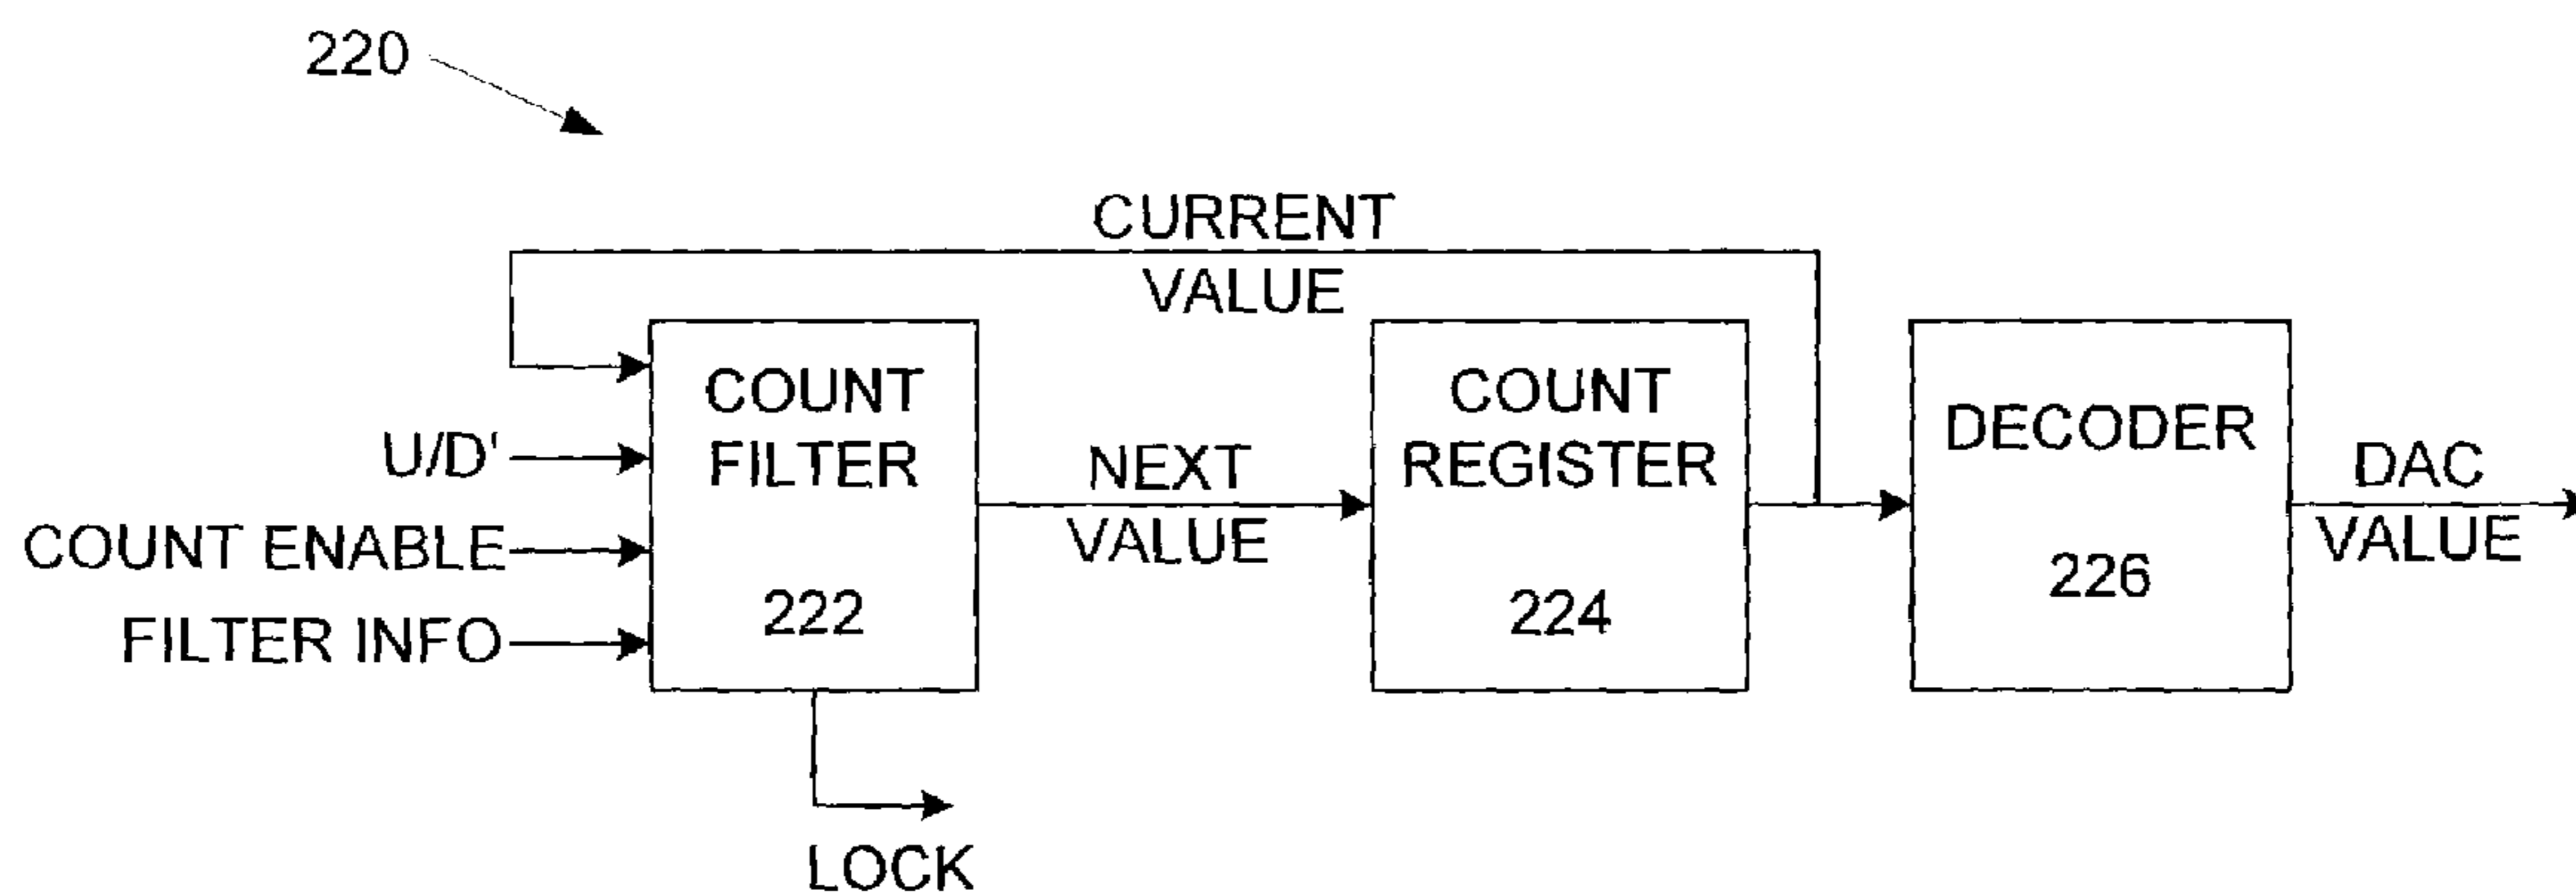 220
CURRENT
VALUE
COUNT
FILTER
222
U/D'
COUNT ENABLE
FILTER INFO
NEXT
VALUE
COUNT
REGISTER
224
DECODER
226
DAC
VALUE
LOCK